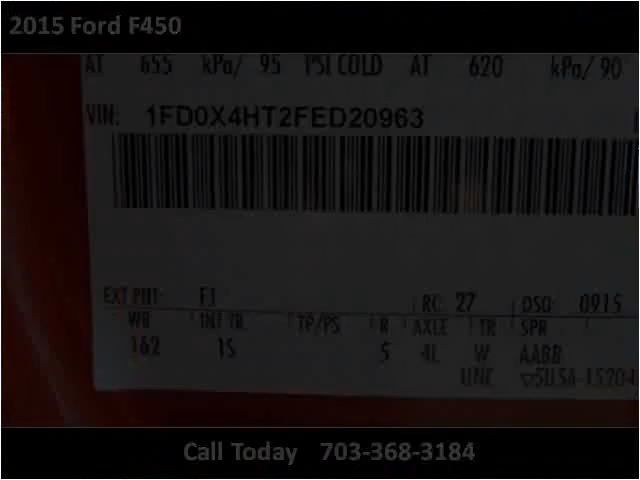 2015 Ford F450
AT 655 kPa/ 95 PSI COLD AT 620 kPa/ 90
VIN: 1FD0X4HT2FED20963
EXT PNT: F1 RC: 27 DSO: 0915
WB INT TR TP/PS R AXLE TR SPR
162 1S 5 4L W AABB
UNC ▽5U5A-15204
Call Today 703-368-3184